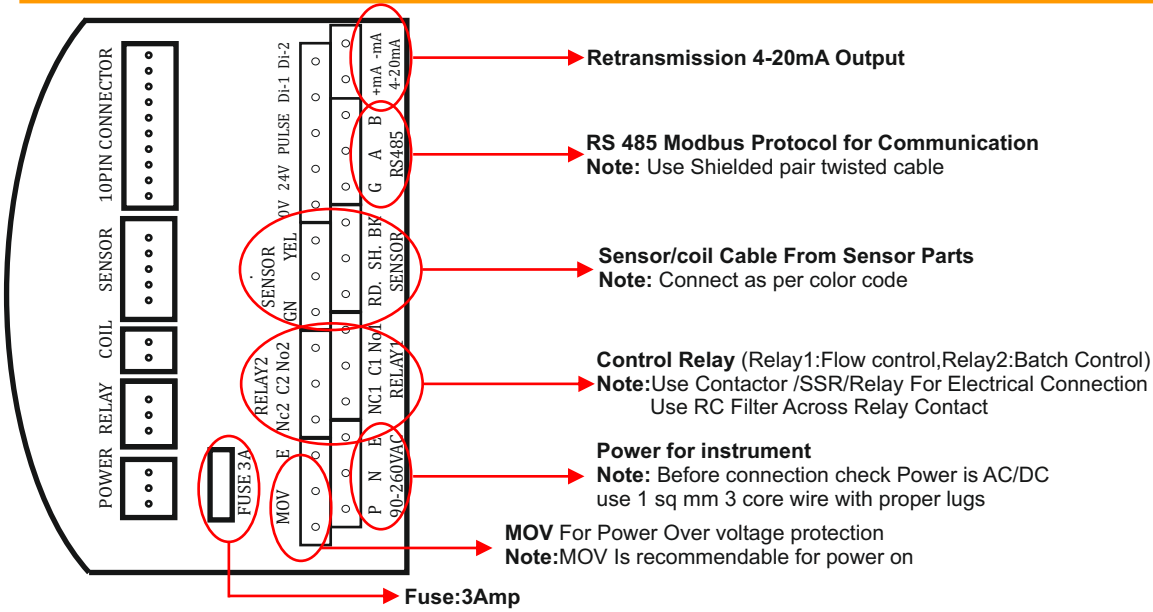 10PIN CONNECTOR
SENSOR
COIL
RELAY
POWER
FUSE 3A
0V 24V PULSE Di-1 Di-2
SENSOR
GN YEL
RELAY2
Nc2 C2 No2
MOV E
+mA -mA
4-20mA
G A B
RS485
RD. SH. BK
SENSOR
NC1 C1 No1
RELAY1
P N E
90-260VAC
Retransmission 4-20mA Output
RS 485 Modbus Protocol for Communication
Note: Use Shielded pair twisted cable
Sensor/coil Cable From Sensor Parts
Note: Connect as per color code
Control Relay (Relay1:Flow control,Relay2:Batch Control)
Note:Use Contactor /SSR/Relay For Electrical Connection
Use RC Filter Across Relay Contact
Power for instrument
Note: Before connection check Power is AC/DC
use 1 sq mm 3 core wire with proper lugs
MOV For Power Over voltage protection
Note:MOV Is recommendable for power on
Fuse:3Amp